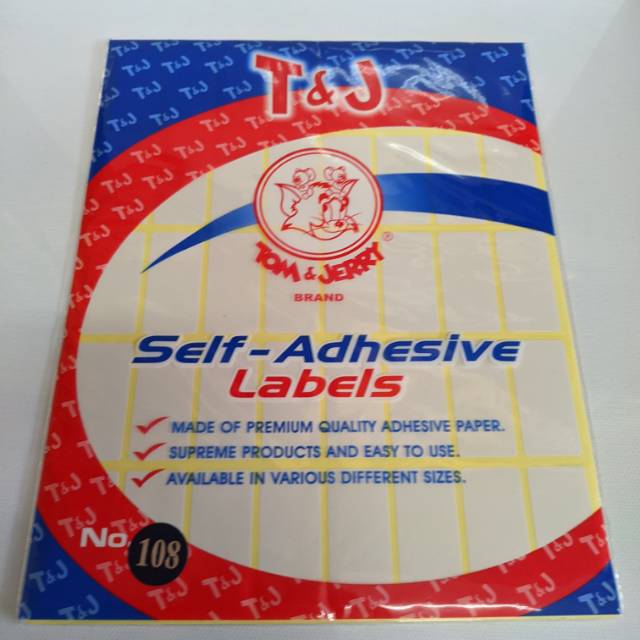 T&J
TOM & JERRY®
BRAND
Self-Adhesive
Labels
MADE OF PREMIUM QUALITY ADHESIVE PAPER.
SUPREME PRODUCTS AND EASY TO USE.
AVAILABLE IN VARIOUS DIFFERENT SIZES.
No. 108